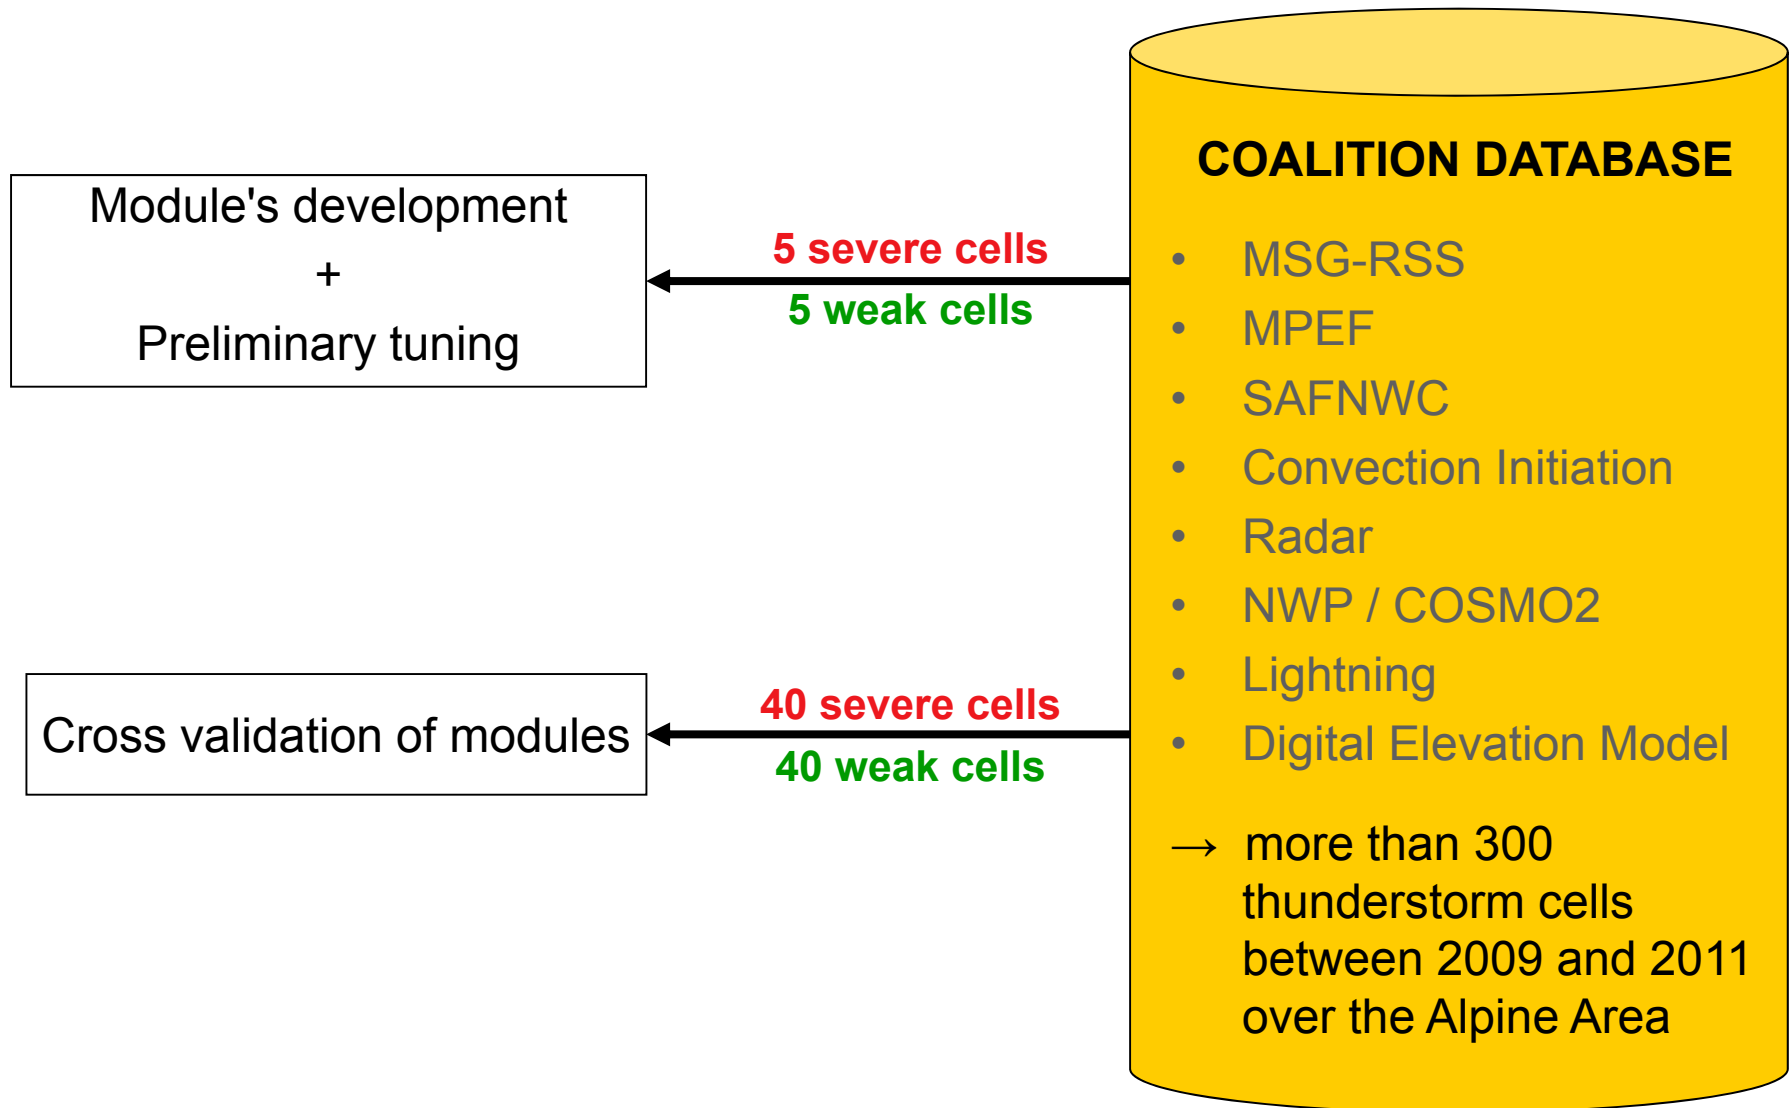 Module's development
+
Preliminary tuning
5 severe cells
5 weak cells
Cross validation of modules
40 severe cells
40 weak cells
COALITION DATABASE
• MSG-RSS
• MPEF
• SAFNWC
• Convection Initiation
• Radar
• NWP / COSMO2
• Lightning
• Digital Elevation Model
→ more than 300
thunderstorm cells
between 2009 and 2011
over the Alpine Area